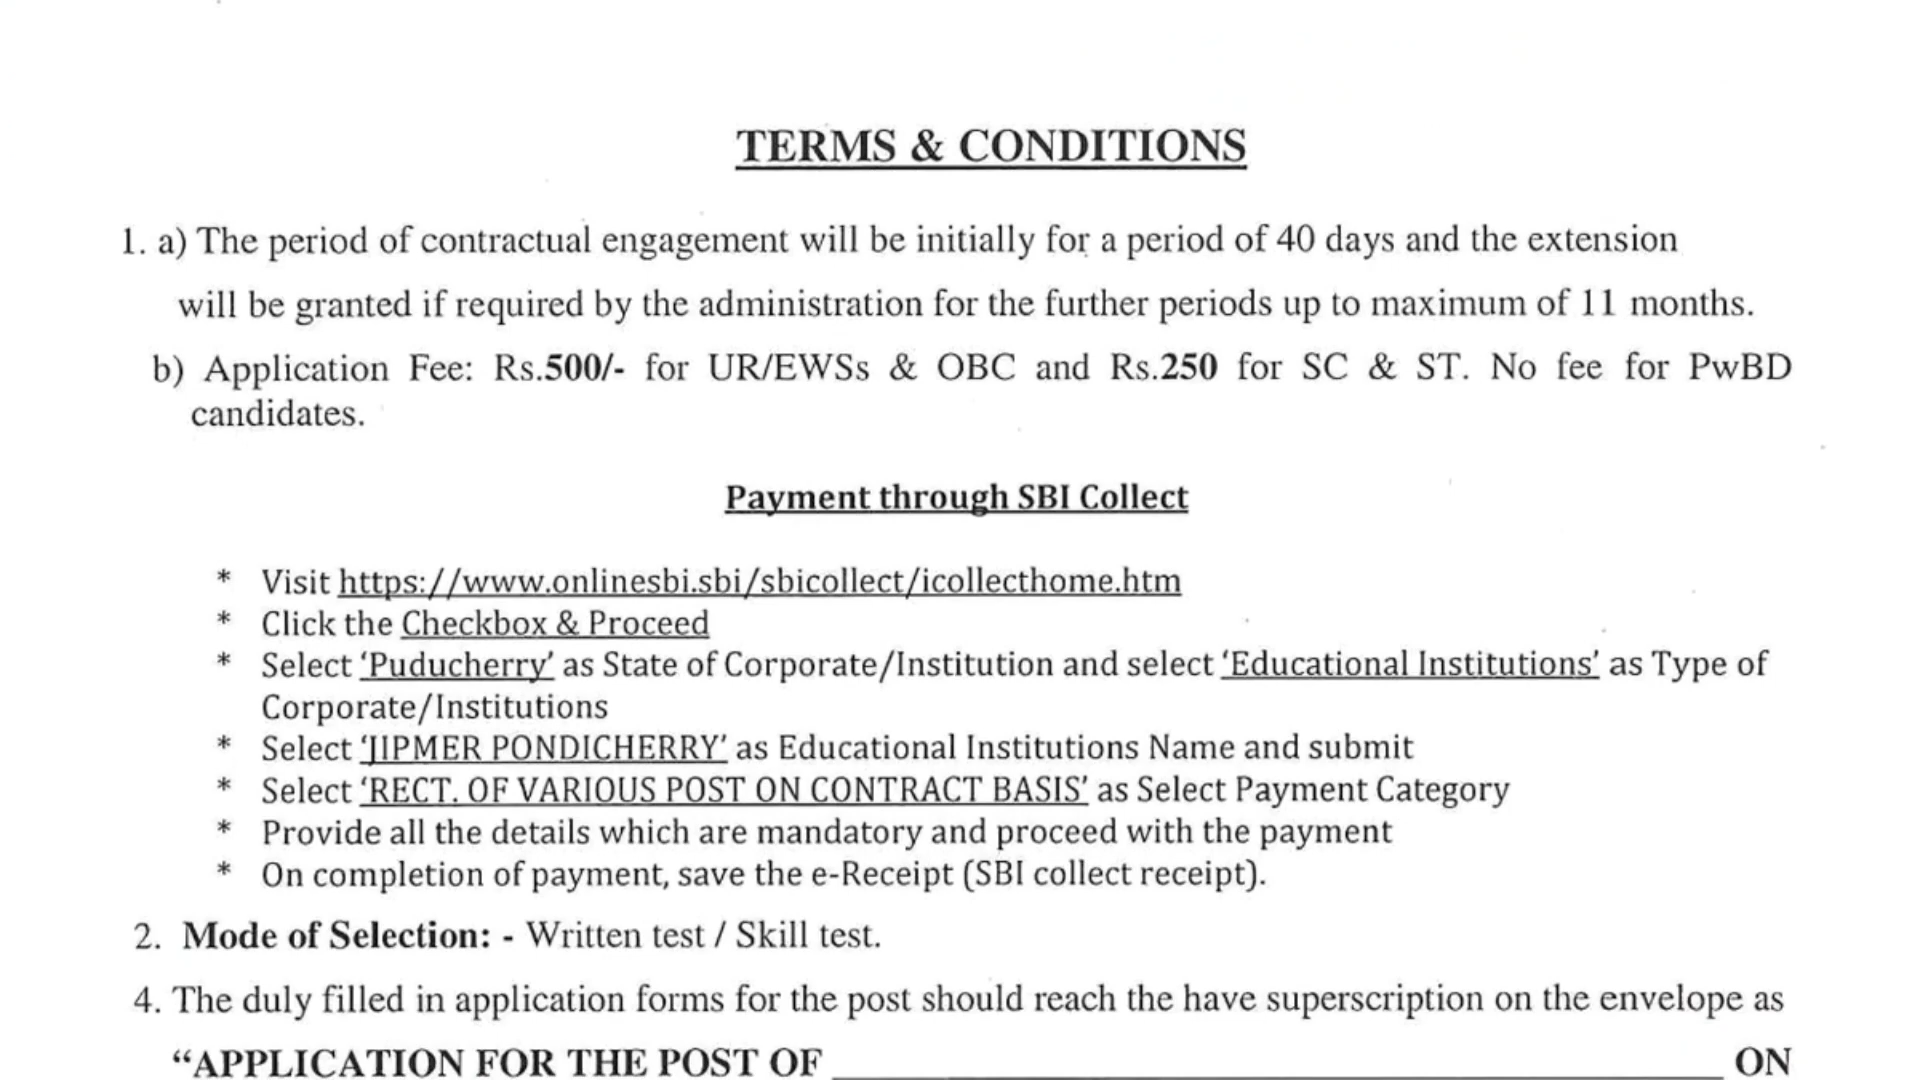 TERMS & CONDITIONS
1. a) The period of contractual engagement will be initially for a period of 40 days and the extension
will be granted if required by the administration for the further periods up to maximum of 11 months.
b) Application Fee: Rs.500/- for UR/EWSs & OBC and Rs.250 for SC & ST. No fee for PwBD
candidates.
Payment through SBI Collect
* Visit https://www.onlinesbi.sbi/sbicollect/icollecthome.htm
* Click the Checkbox & Proceed
* Select ‘Puducherry’ as State of Corporate/Institution and select ‘Educational Institutions’ as Type of
Corporate/Institutions
* Select ‘JIPMER PONDICHERRY’ as Educational Institutions Name and submit
* Select ‘RECT. OF VARIOUS POST ON CONTRACT BASIS’ as Select Payment Category
* Provide all the details which are mandatory and proceed with the payment
* On completion of payment, save the e-Receipt (SBI collect receipt).
2. Mode of Selection: - Written test / Skill test.
4. The duly filled in application forms for the post should reach the have superscription on the envelope as
“APPLICATION FOR THE POST OF ____________ ON